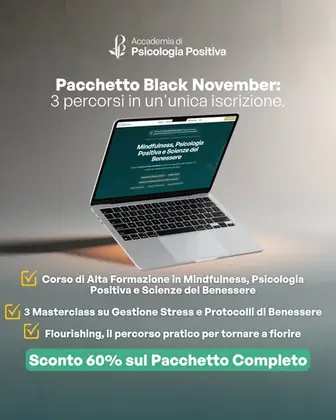 Accademia di
Psicologia Positiva
Pacchetto Black November:
3 percorsi in un'unica iscrizione.
Mindfulness, Psicologia
Positiva e Scienze del
Benessere
Corso di Alta Formazione in Mindfulness, Psicologia
Positiva e Scienze del Benessere
3 Masterclass su Gestione Stress e Protocolli di Benessere
Flourishing, il percorso pratico per tornare a fiorire
Sconto 60% sul Pacchetto Completo